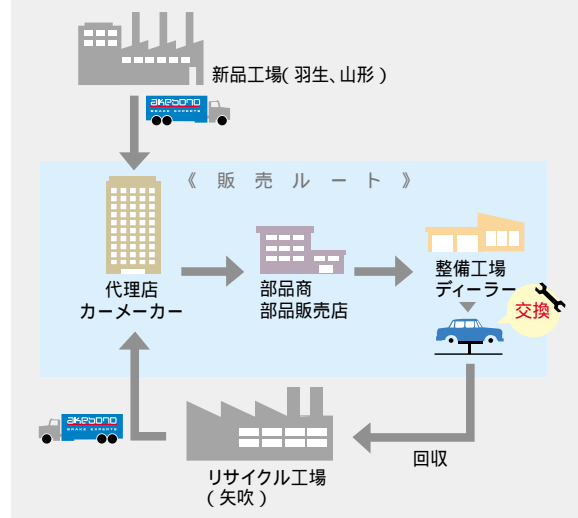 新品工場( 羽生、山形 )
akebono
BRAKE EXPERTS
《 販 売 ル ー ト 》
代理店
カーメーカー
部品商
部品販売店
整備工場
ディーラー
交換
akebono
BRAKE EXPERTS
回収
リサイクル工場
( 矢吹 )